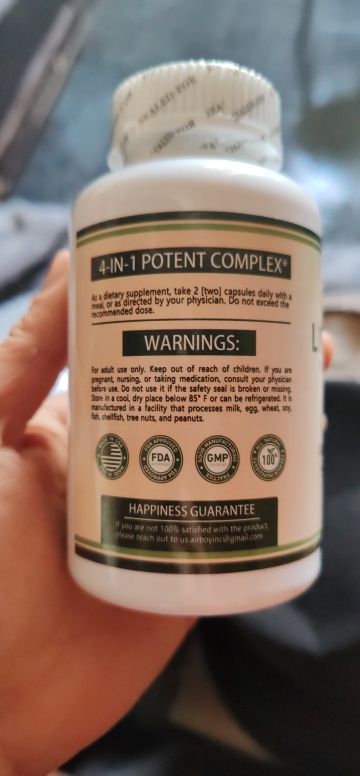 SEALED-FOR
4-IN-1 POTENT COMPLEX*
As a dietary supplement, take 2 [two] capsules daily with a
meal, or as directed by your physician. Do not exceed the
recommended dose.
WARNINGS:
For adult use only. Keep out of reach of children. If you are
pregnant, nursing, or taking medication, consult your physician
before use. Do not use if the safety seal is broken or missing.
Store in a cool, dry place below 85° F or can be refrigerated. It is
manufactured in a facility that processes milk, egg, wheat, soy,
fish, shellfish, tree nuts, and peanuts.
FDA APPROVED
FDA
GOOD MANUFACTURING
GMP
PRACTICE
100%
HAPPINESS GUARANTEE
If you are not 100% satisfied with the product,
please reach out to us airboyinc@gmail.com